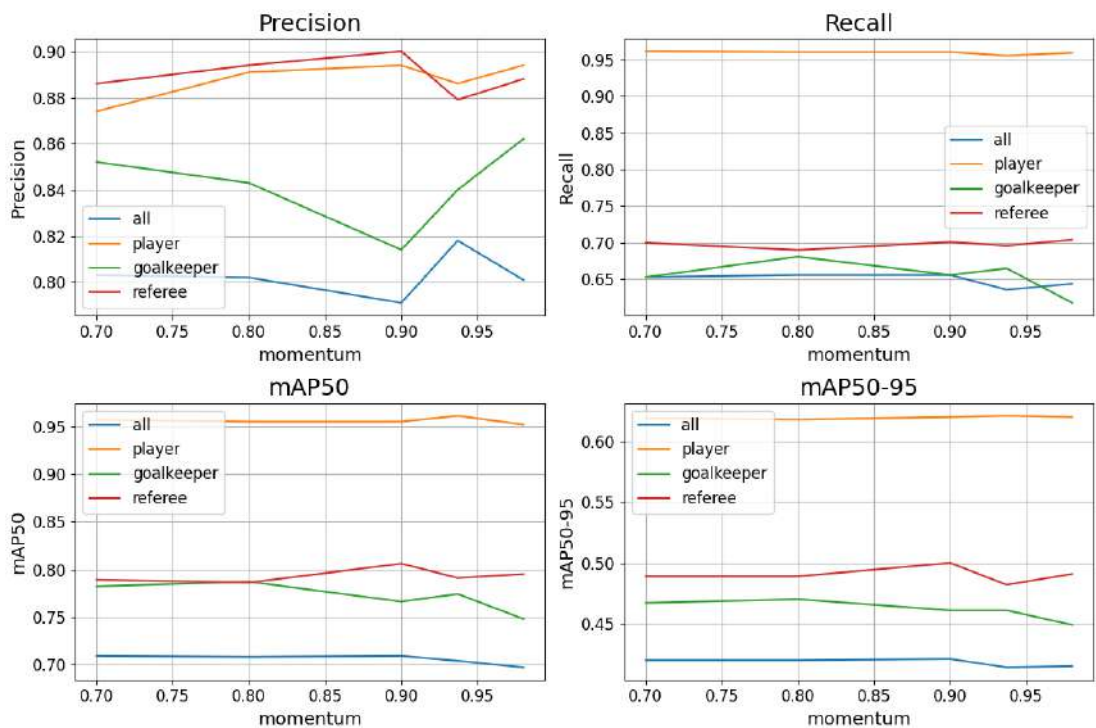 Precision
Precision
0.90
0.88
0.86
0.84
0.82
0.80
all
player
goalkeeper
referee
0.70 0.75 0.80 0.85 0.90 0.95
momentum
Recall
Recall
0.95
0.90
0.85
0.80
0.75
0.70
0.65
all
player
goalkeeper
referee
0.70 0.75 0.80 0.85 0.90 0.95
momentum
mAP50
mAP50
0.95
0.90
0.85
0.80
0.75
0.70
all
player
goalkeeper
referee
0.70 0.75 0.80 0.85 0.90 0.95
momentum
mAP50-95
mAP50-95
0.60
0.55
0.50
0.45
all
player
goalkeeper
referee
0.70 0.75 0.80 0.85 0.90 0.95
momentum